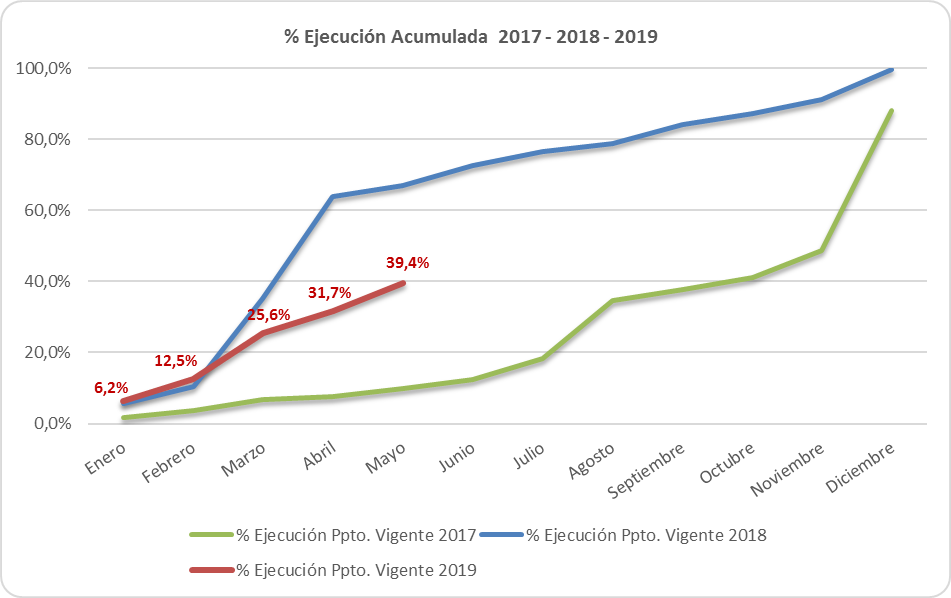 % Ejecución Acumulada 2017 - 2018 - 2019
100,0%
80,0%
60,0%
40,0%
20,0%
0,0%
6,2%
12,5%
25,6%
31,7%
39,4%
Enero
Febrero
Marzo
Abril
Mayo
Junio
Julio
Agosto
Septiembre
Octubre
Noviembre
Diciembre
% Ejecución Ppto. Vigente 2017
% Ejecución Ppto. Vigente 2018
% Ejecución Ppto. Vigente 2019